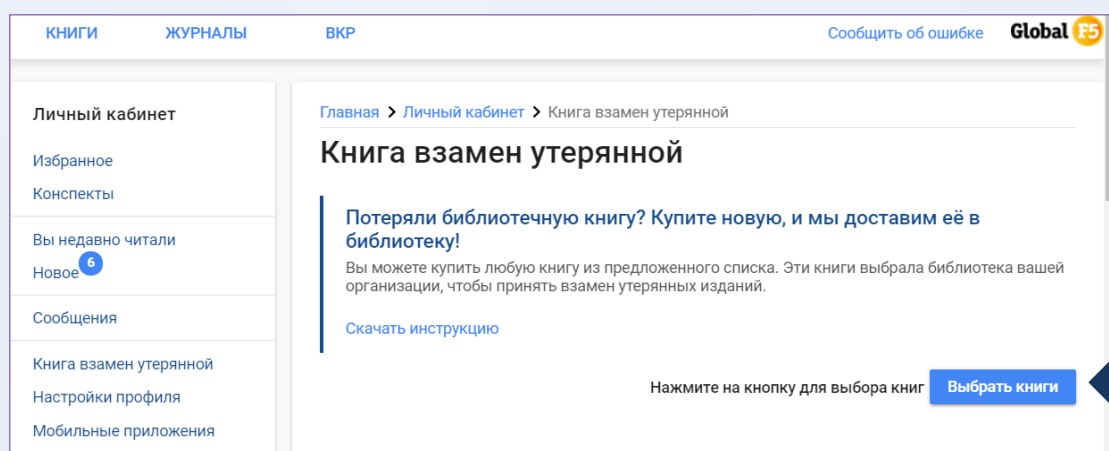 КНИГИ ЖУРНАЛЫ ВКР Сообщить об ошибке Global F5
Личный кабинет
Избранное
Конспекты
Вы недавно читали
Новое 6
Сообщения
Книга взамен утерянной
Настройки профиля
Мобильные приложения
Главная > Личный кабинет > Книга взамен утерянной
Книга взамен утерянной
Потеряли библиотечную книгу? Купите новую, и мы доставим её в
библиотеку!
Вы можете купить любую книгу из предложенного списка. Эти книги выбрала библиотека вашей
организации, чтобы принять взамен утерянных изданий.
Скачать инструкцию
Нажмите на кнопку для выбора книг Выбрать книги